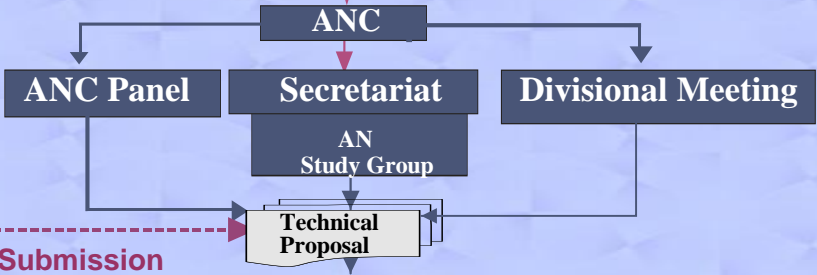 ANC
ANC Panel
Secretariat
Divisional Meeting
AN
Study Group
Technical
Proposal
Submission